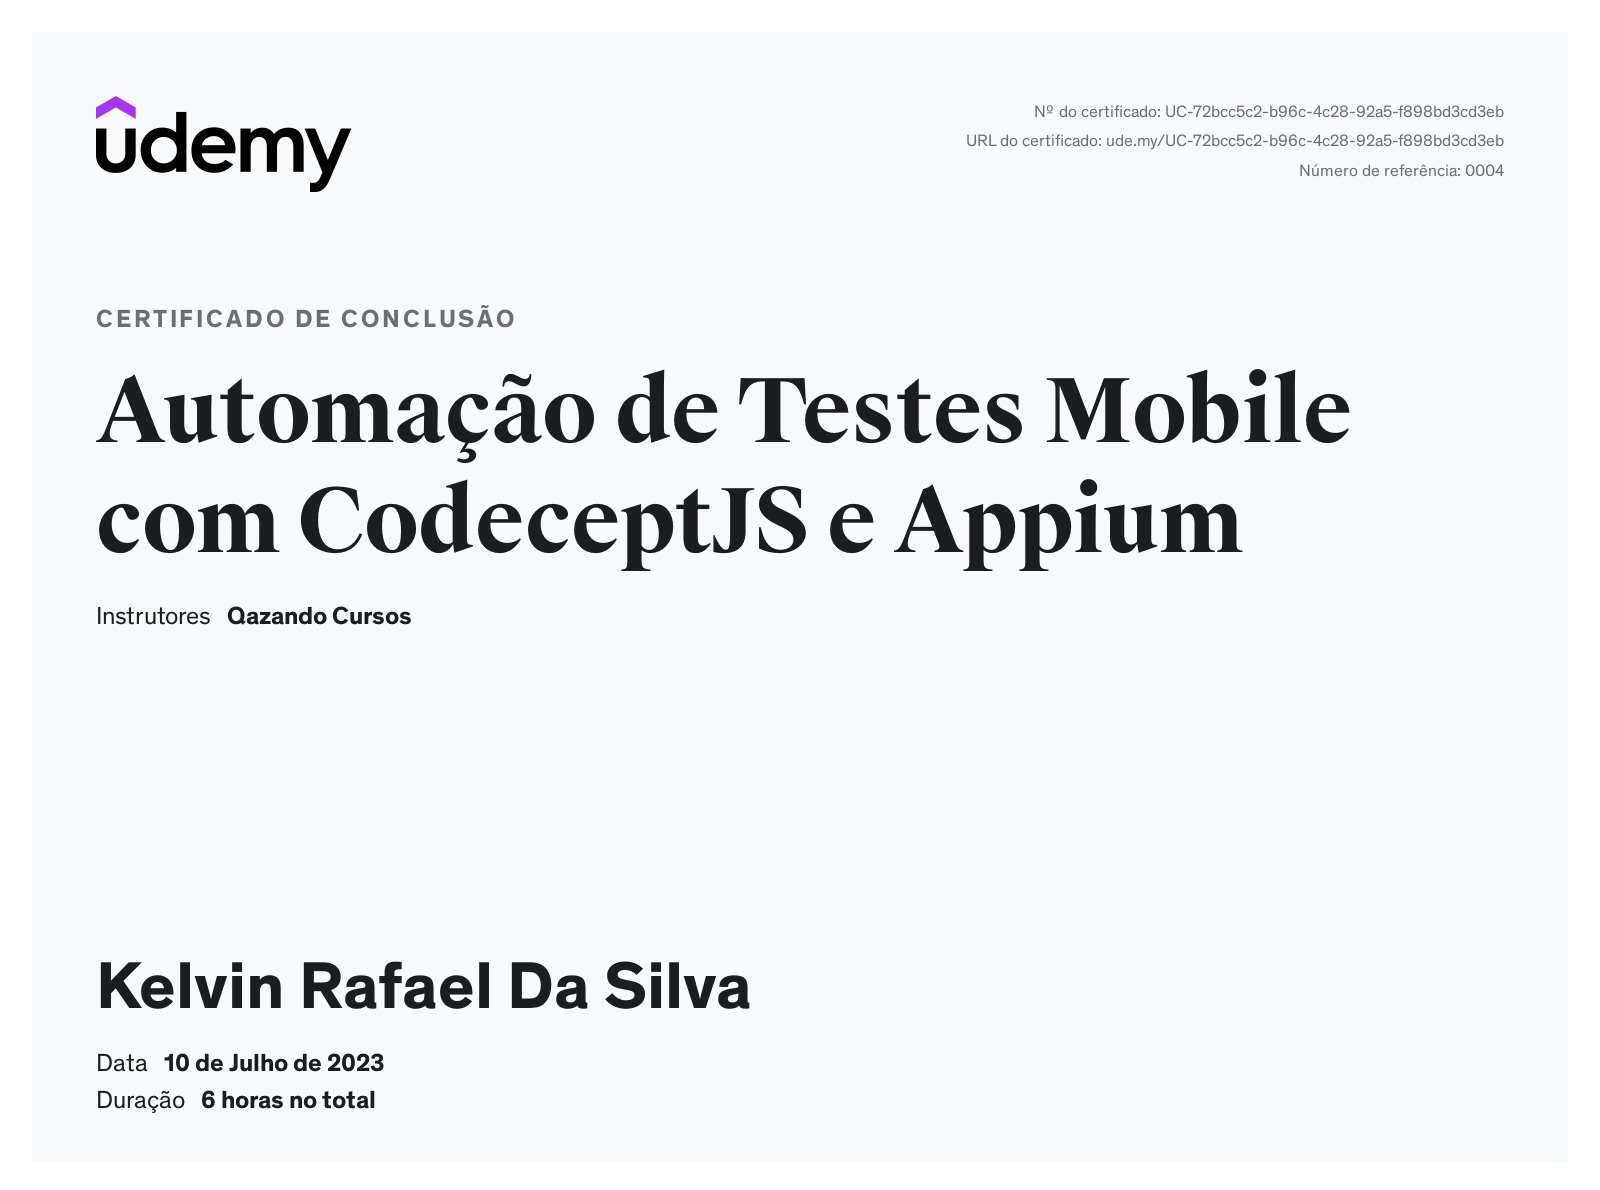 udemy
Nº do certificado: UC-72bcc5c2-b96c-4c28-92a5-f898bd3cd3eb
URL do certificado: ude.my/UC-72bcc5c2-b96c-4c28-92a5-f898bd3cd3eb
Número de referência: 0004
CERTIFICADO DE CONCLUSÃO
Automação de Testes Mobile
com CodeceptJS e Appium
Instrutores Qazando Cursos
Kelvin Rafael Da Silva
Data 10 de Julho de 2023
Duração 6 horas no total